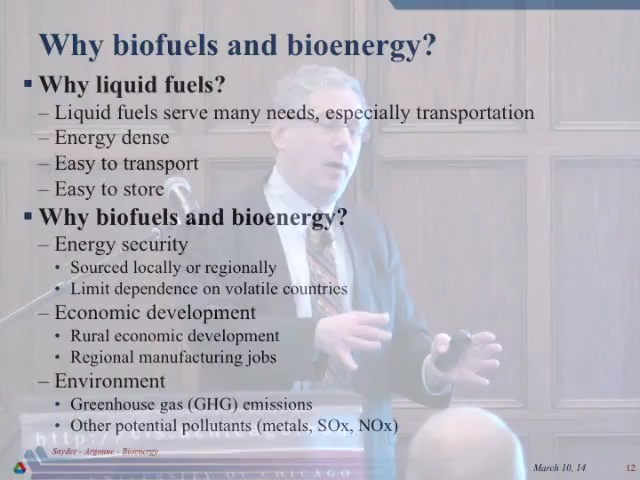 Why biofuels and bioenergy?
▪ Why liquid fuels?
– Liquid fuels serve many needs, especially transportation
– Energy dense
– Easy to transport
– Easy to store
▪ Why biofuels and bioenergy?
– Energy security
• Sourced locally or regionally
• Limit dependence on volatile countries
– Economic development
• Rural economic development
• Regional manufacturing jobs
– Environment
• Greenhouse gas (GHG) emissions
• Other potential pollutants (metals, SOx, NOx)
Snyder - Argonne - Bioenergy
UNIVERSITY OF CHICAGO
March 10, 14
12